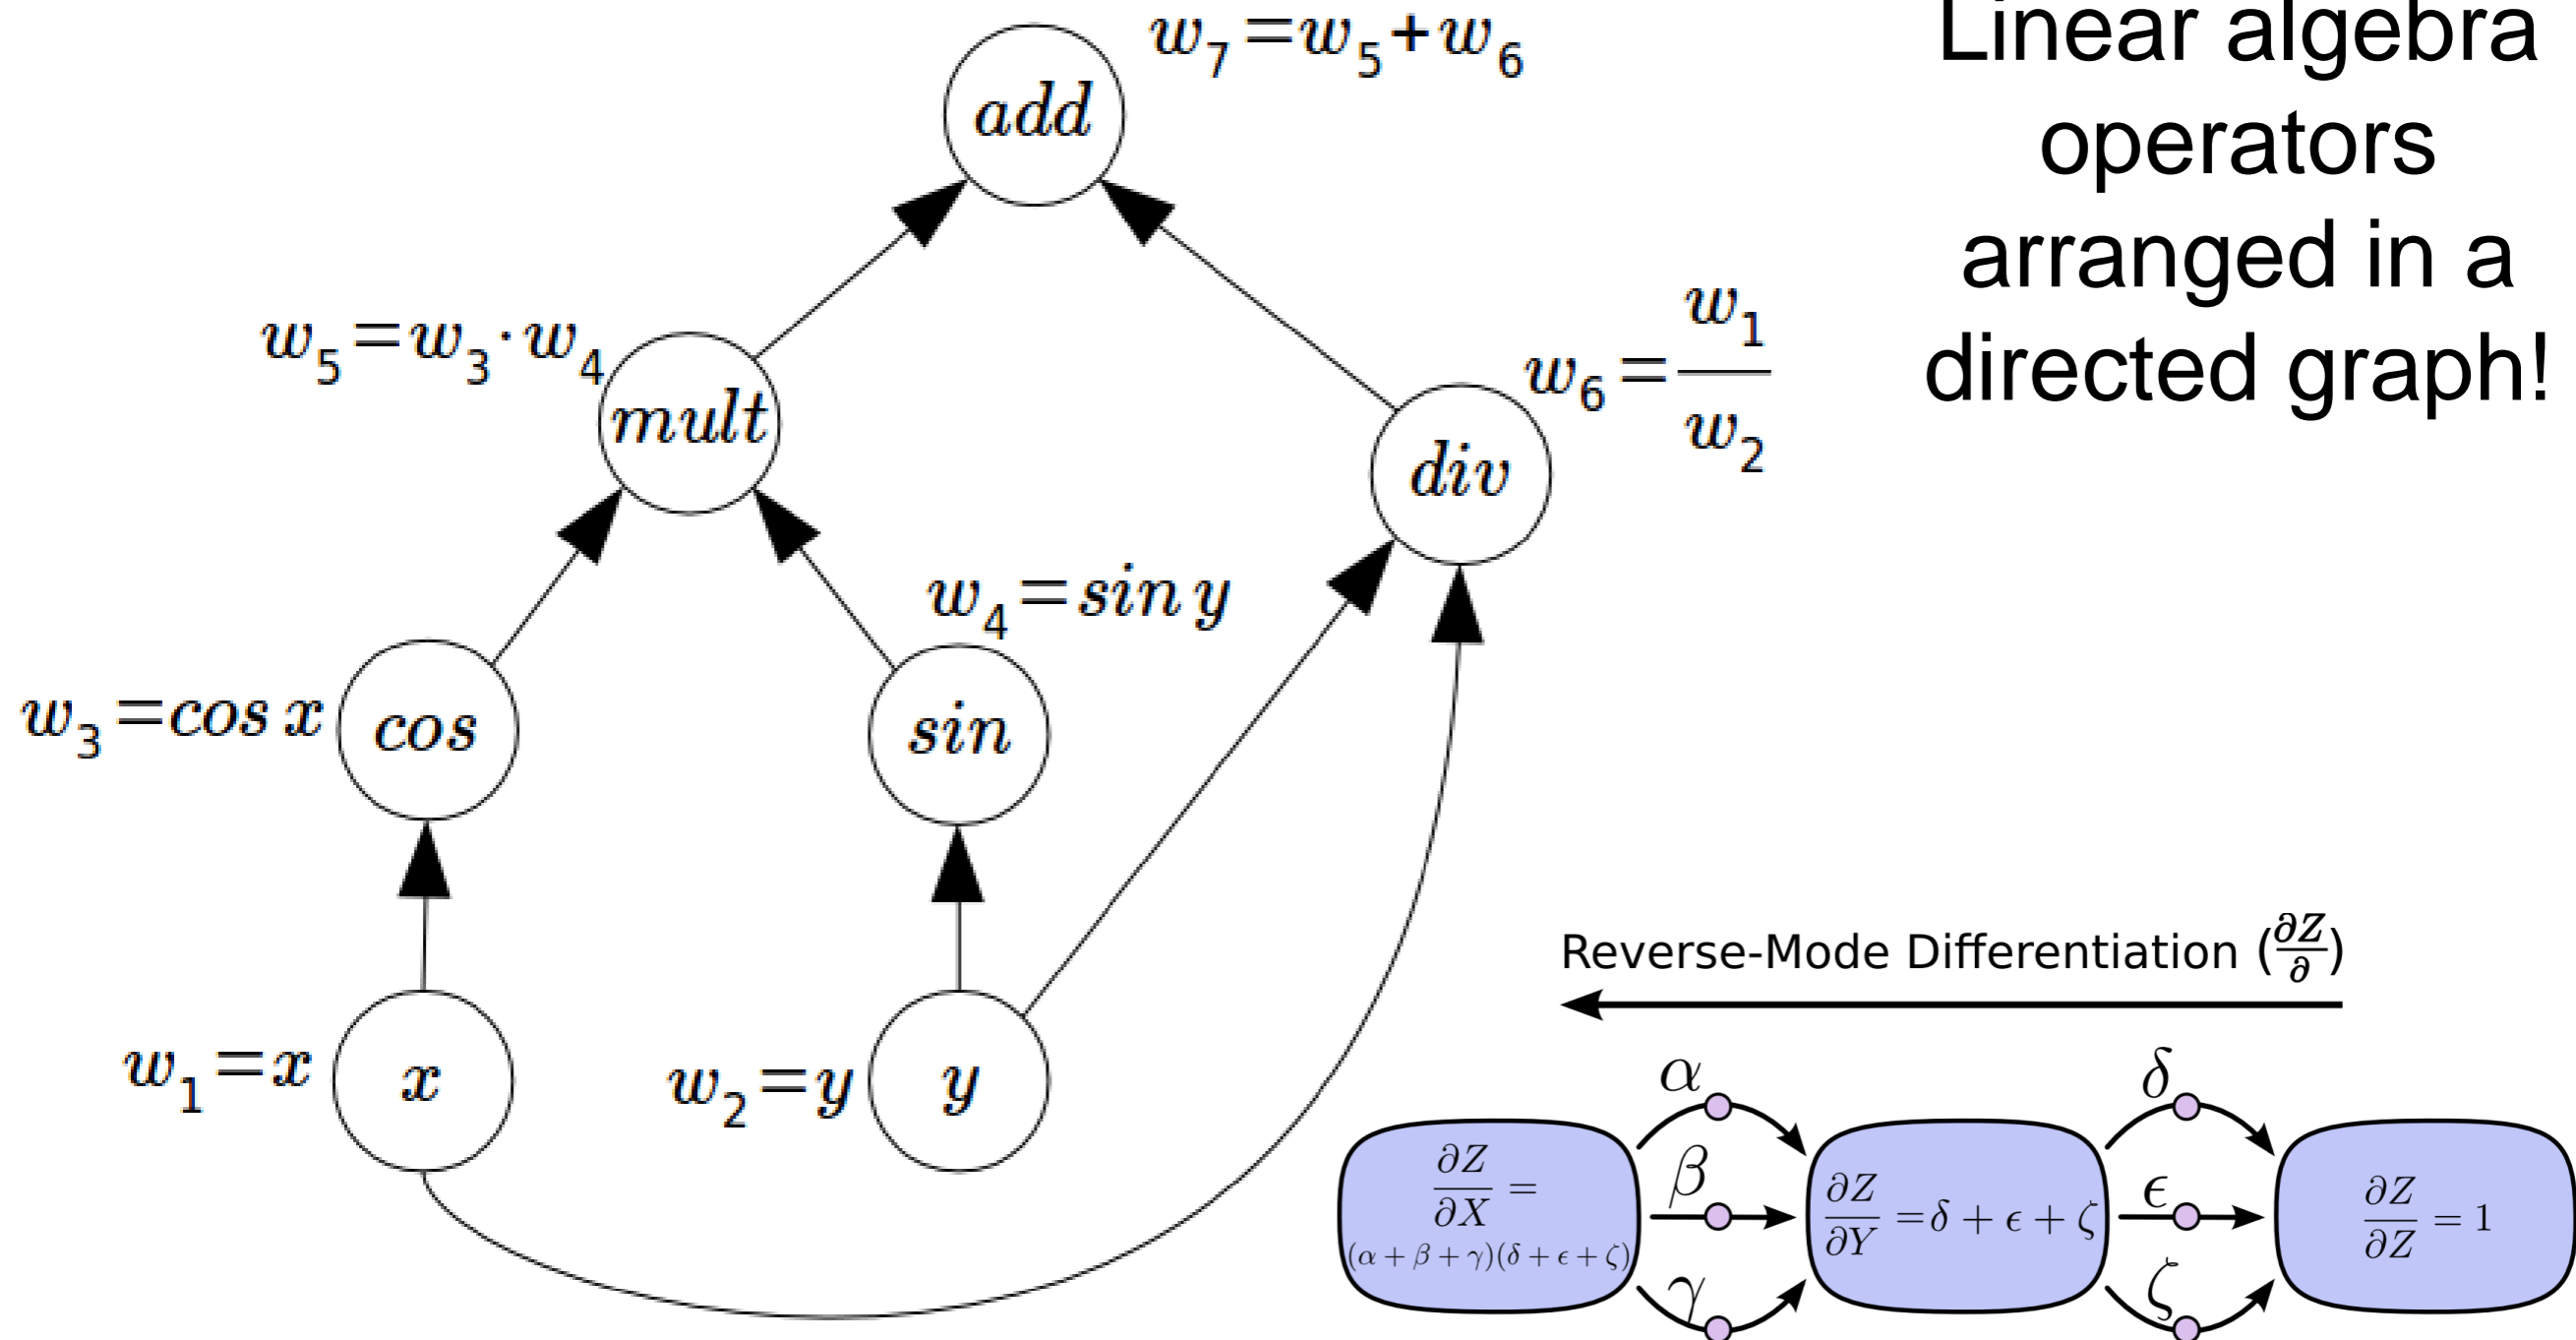 w₇=w₅+w₆
add
Linear algebra
operators
arranged in a
directed graph!
w₅=w₃·w₄
mult
w₆=w₁/w₂
div
w₄=sin y
w₃=cos x
cos
sin
w₁=x
x
w₂=y
y
Reverse-Mode Differentiation (∂Z/∂)
α
δ
β
ϵ
γ
ζ
∂Z/∂X =
(α + β + γ)(δ + ϵ + ζ)
∂Z/∂Y = δ + ϵ + ζ
∂Z/∂Z = 1